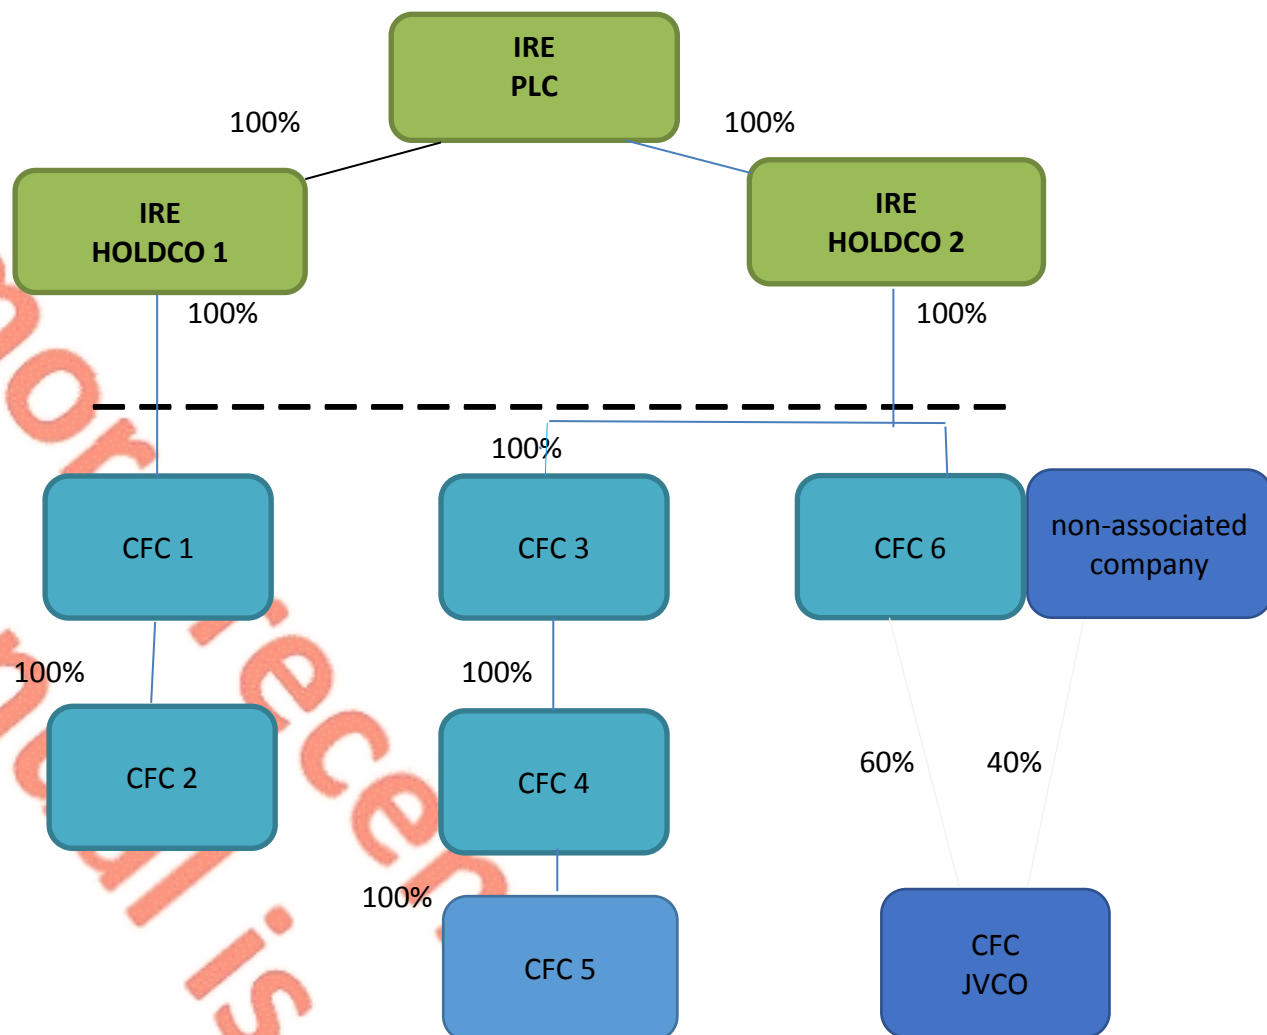 IRE
PLC
100%
100%
IRE
HOLDCO 1
IRE
HOLDCO 2
100%
100%
100%
CFC 1
CFC 3
CFC 6
non-associated
company
100%
100%
CFC 2
CFC 4
60%
40%
100%
CFC 5
CFC
JVCO